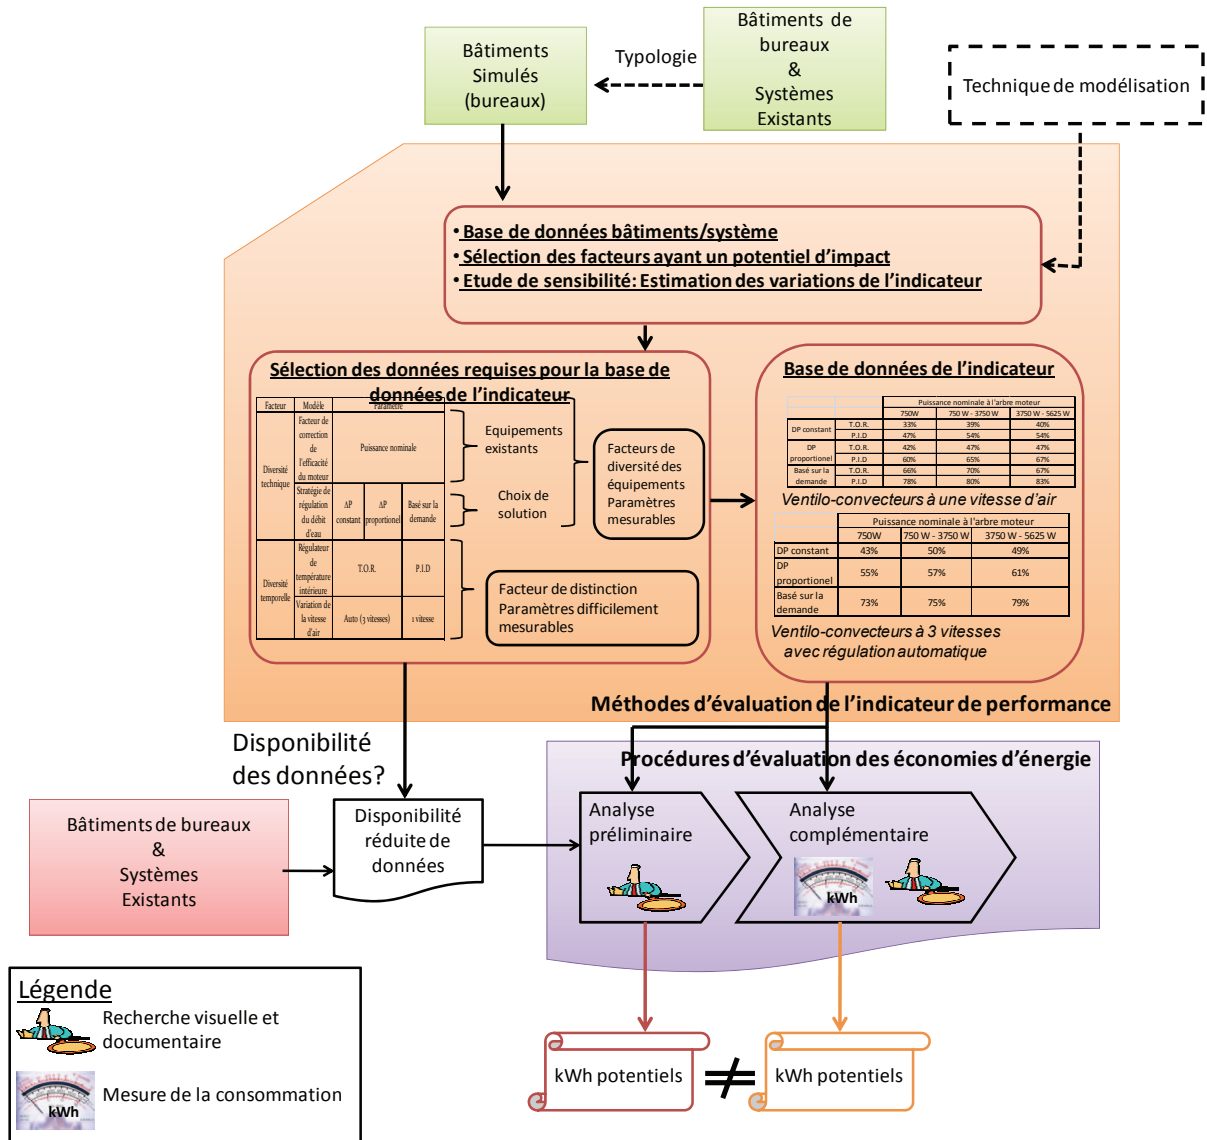 Bâtiments
Simulés
(bureaux)
Typologie
Bâtiments de
bureaux
&
Systèmes
Existants
Technique de modélisation
• Base de données bâtiments/système
• Sélection des facteurs ayant un potentiel d'impact
• Etude de sensibilité: Estimation des variations de l'indicateur
Sélection des données requises pour la base de
données de l'indicateur
Facteur Modèle Paramètre
Diversité
technique
Facteur de
correction
de
l'efficacité
du moteur
Puissance nominale
Stratégie de
régulation
du débit
d'eau
ΔP
constant
ΔP
proportionel
Basé sur la
demande
Diversité
temporelle
Régulateur
de
température
intérieure
T.O.R.
P.I.D
Variation de
la vitesse
d'air
Auto (3 vitesses)
1 vitesse
Equipements
existants
Choix de
solution
Facteurs de
diversité des
équipements
Paramètres
mesurables
Facteur de distinction
Paramètres difficilement
mesurables
Base de données de l'indicateur
Puissance nominale à l'arbre moteur
750W 750 W - 3750 W 3750 W - 5625 W
DP constant
T.O.R. 33% 39% 40%
P.I.D 47% 54% 54%
DP
proportionel
T.O.R. 42% 47% 47%
P.I.D 60% 65% 67%
Basé sur la
demande
T.O.R. 66% 70% 67%
P.I.D 78% 80% 83%
Ventilo-convecteurs à une vitesse d'air
Puissance nominale à l'arbre moteur
750W 750 W - 3750 W 3750 W - 5625 W
DP constant 43% 50% 49%
DP
proportionel
55% 57% 61%
Basé sur la
demande
73% 75% 79%
Ventilo-convecteurs à 3 vitesses
avec régulation automatique
Méthodes d'évaluation de l'indicateur de performance
Disponibilité
des données?
Procédures d'évaluation des économies d'énergie
Bâtiments de bureaux
&
Systèmes
Existants
Disponibilité
réduite de
données
Analyse
préliminaire
Analyse
complémentaire
kWh
kWh potentiels
≠
kWh potentiels
Légende
Recherche visuelle et
documentaire
kWh
Mesure de la consommation